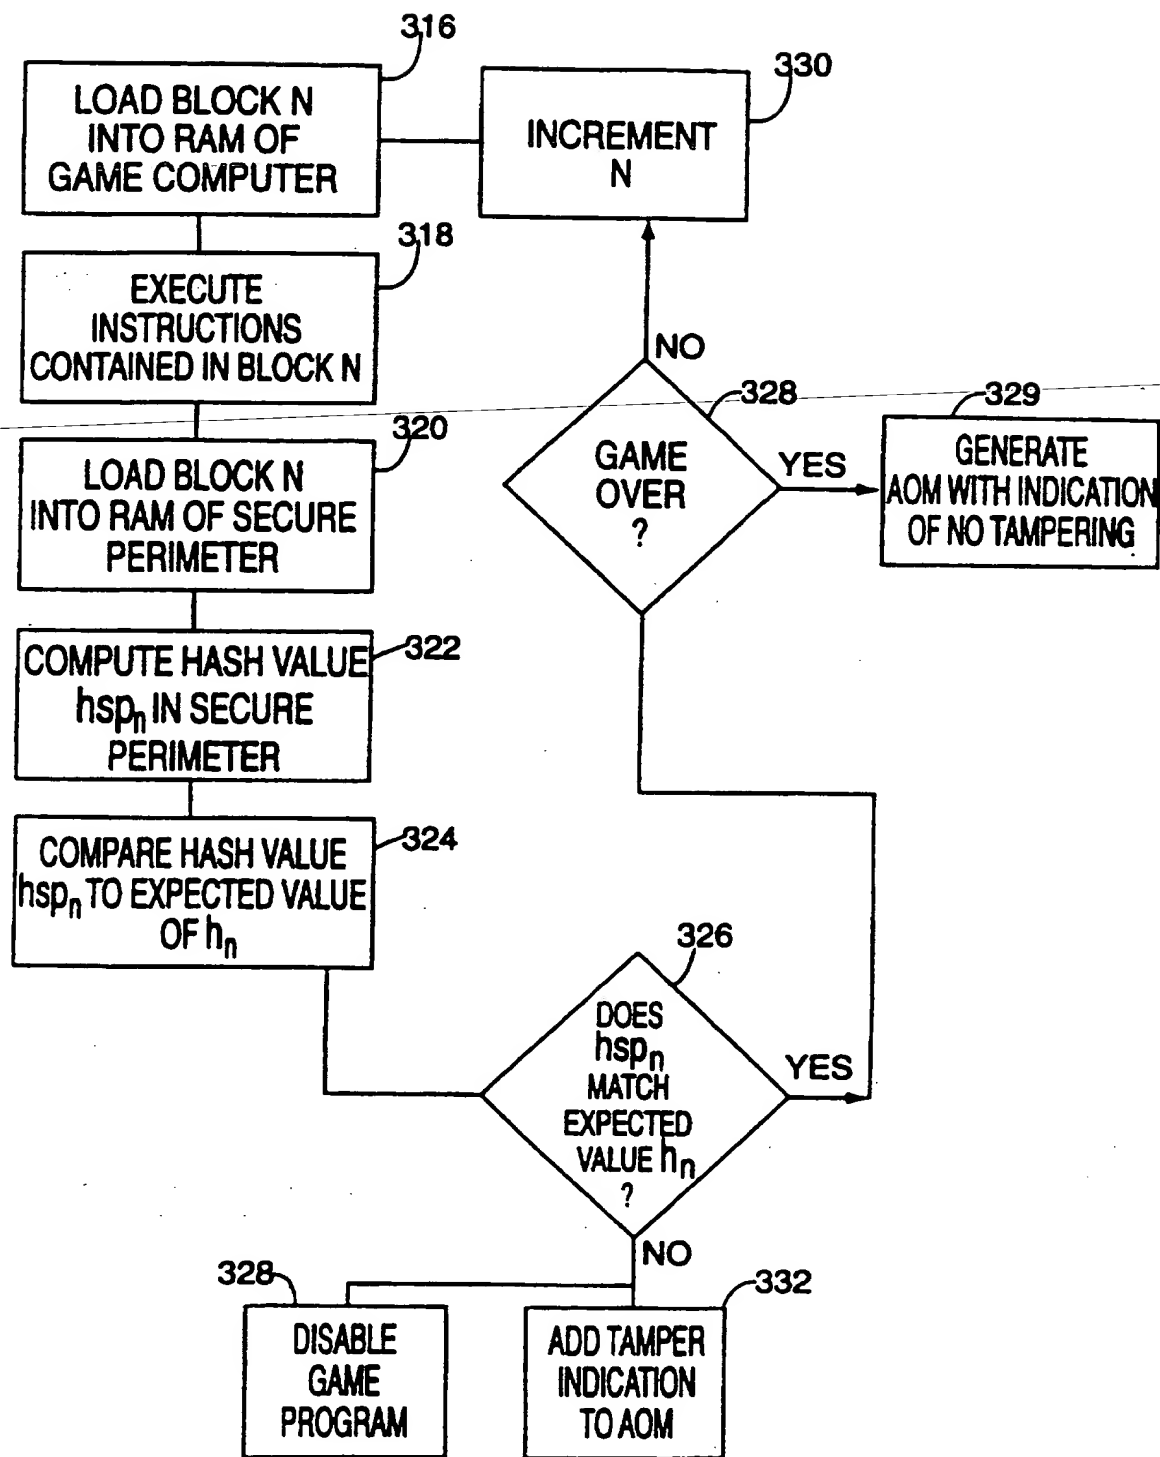 316
LOAD BLOCK N
INTO RAM OF
GAME COMPUTER
330
INCREMENT
N
318
EXECUTE
INSTRUCTIONS
CONTAINED IN BLOCK N
320
LOAD BLOCK N
INTO RAM OF SECURE
PERIMETER
322
COMPUTE HASH VALUE
hspn IN SECURE
PERIMETER
324
COMPARE HASH VALUE
hspn TO EXPECTED VALUE
OF hn
326
DOES
hspn
MATCH
EXPECTED
VALUE hn
?
YES
NO
328
GAME
OVER
?
NO
YES
329
GENERATE
AOM WITH INDICATION
OF NO TAMPERING
328
DISABLE
GAME
PROGRAM
332
ADD TAMPER
INDICATION
TO AOM